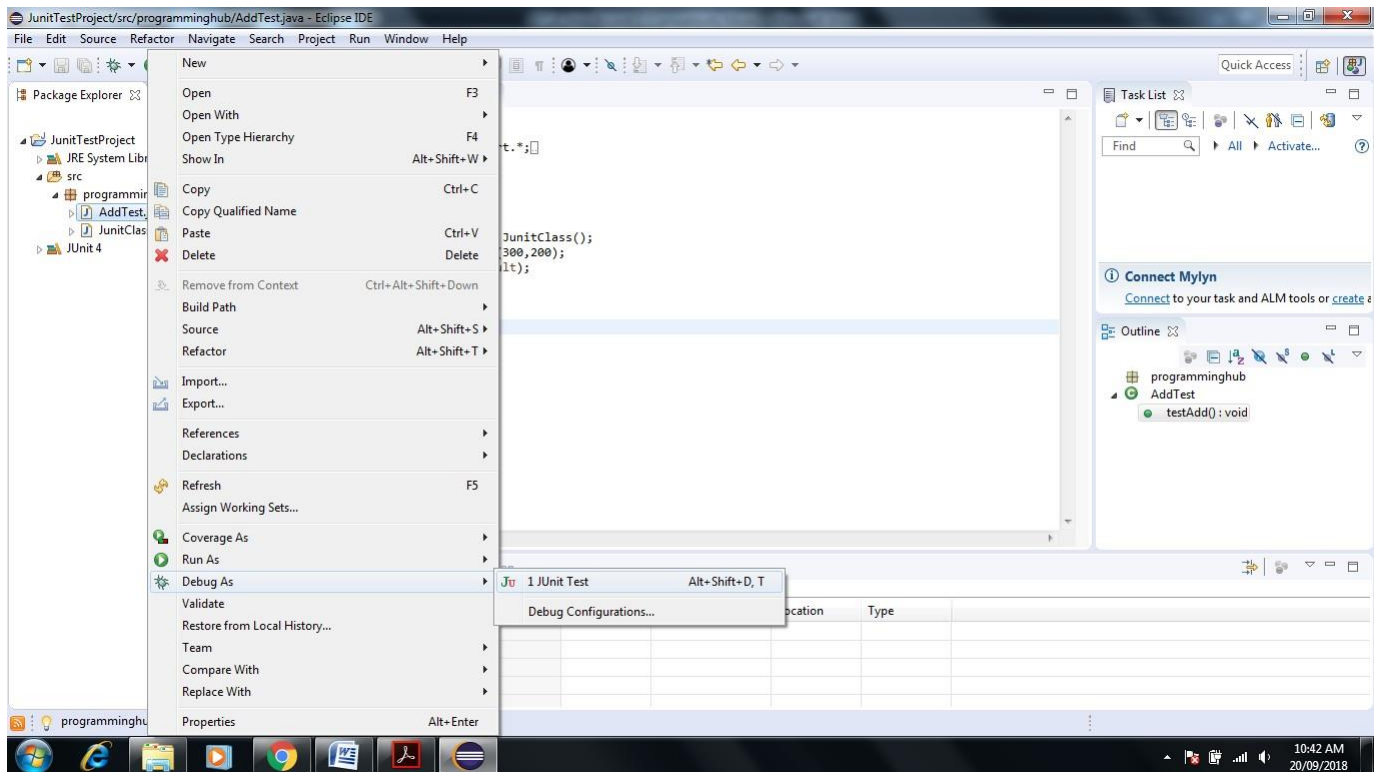 JunitTestProject/src/programminghub/AddTest.java - Eclipse IDE
File Edit Source Refactor Navigate Search Project Run Window Help
Quick Access
Package Explorer
JunitTestProject
JRE System Libr
src
programmin
AddTest.
JunitClas
JUnit 4
New
Open F3
Open With
Open Type Hierarchy F4
Show In Alt+Shift+W
Copy Ctrl+C
Copy Qualified Name
Paste Ctrl+V
Delete Delete
Remove from Context Ctrl+Alt+Shift+Down
Build Path
Source Alt+Shift+S
Refactor Alt+Shift+T
Import...
Export...
References
Declarations
Refresh F5
Assign Working Sets...
Coverage As
Run As
Debug As
Validate
Restore from Local History...
Team
Compare With
Replace With
Properties Alt+Enter
1 JUnit Test Alt+Shift+D, T
Debug Configurations...
t.*;
JunitClass();
(300,200);
lt);
Task List
Find All Activate...
Connect Mylyn
Connect to your task and ALM tools or create a
Outline
programminghub
AddTest
testAdd() : void
ocation Type
programminghu
10:42 AM
20/09/2018